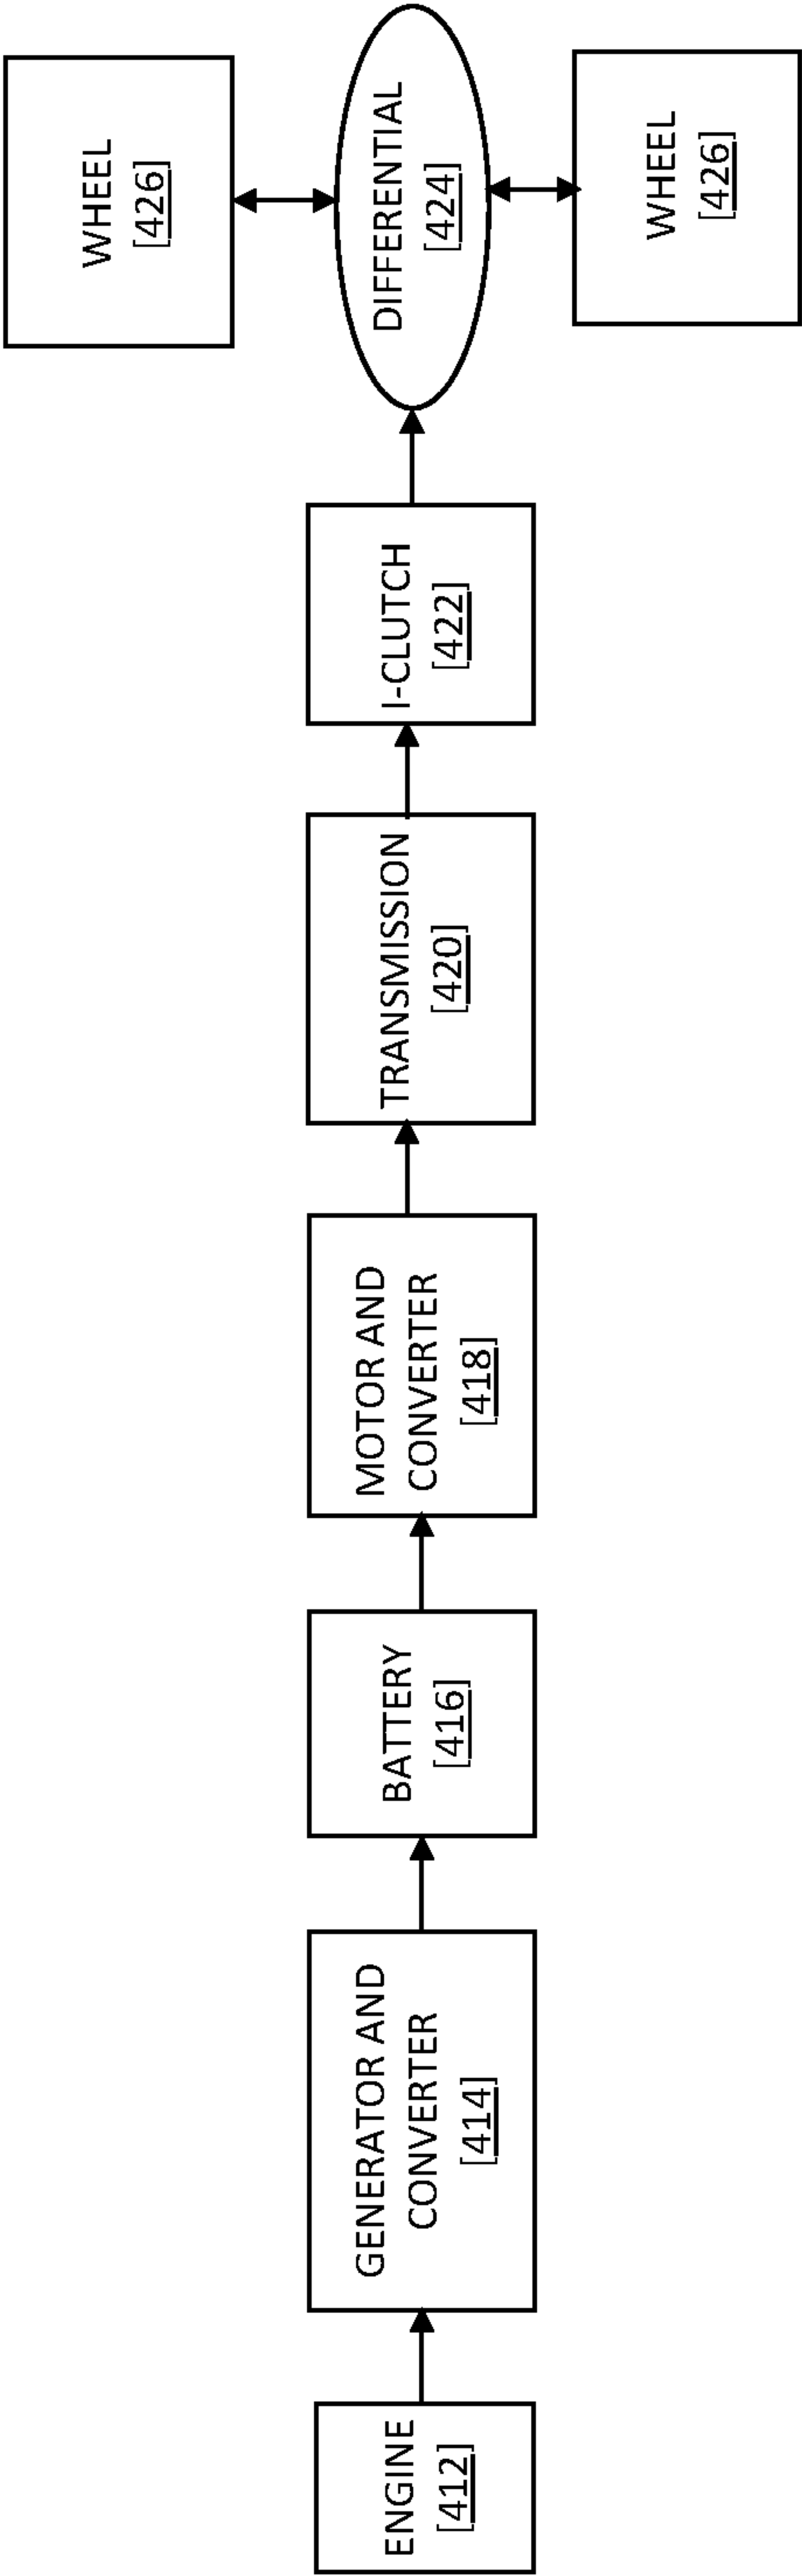 ENGINE
[412]
GENERATOR AND
CONVERTER
[414]
BATTERY
[416]
MOTOR AND
CONVERTER
[418]
TRANSMISSION
[420]
I-CLUTCH
[422]
DIFFERENTIAL
[424]
WHEEL
[426]
WHEEL
[426]